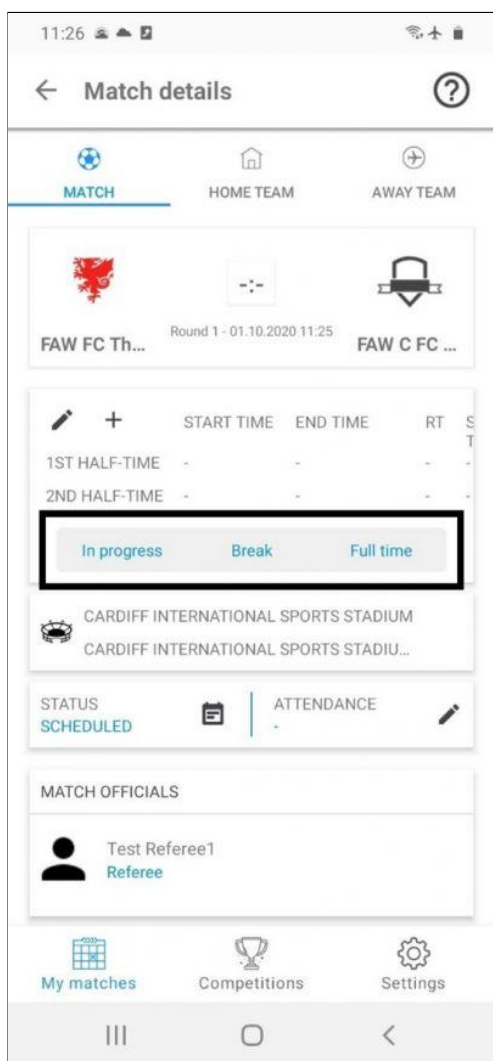 11:26
Match details
MATCH HOME TEAM AWAY TEAM
-:-
Round 1 - 01.10.2020 11:25
FAW FC Th... FAW C FC ...
START TIME END TIME RT S
T
1ST HALF-TIME - - - -
2ND HALF-TIME - - - -
In progress Break Full time
CARDIFF INTERNATIONAL SPORTS STADIUM
CARDIFF INTERNATIONAL SPORTS STADIU...
STATUS ATTENDANCE
SCHEDULED -
MATCH OFFICIALS
Test Referee1
Referee
My matches Competitions Settings